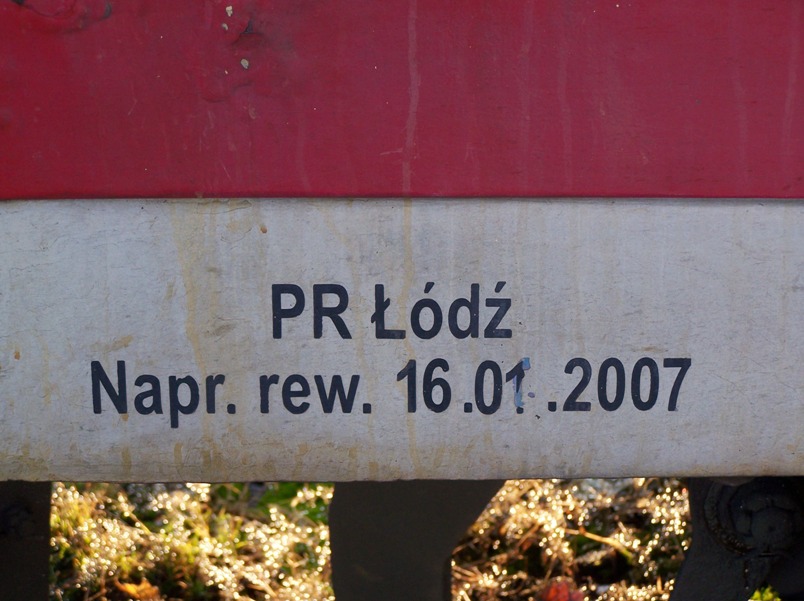 PR Łódź
Napr. rew. 16.01.2007